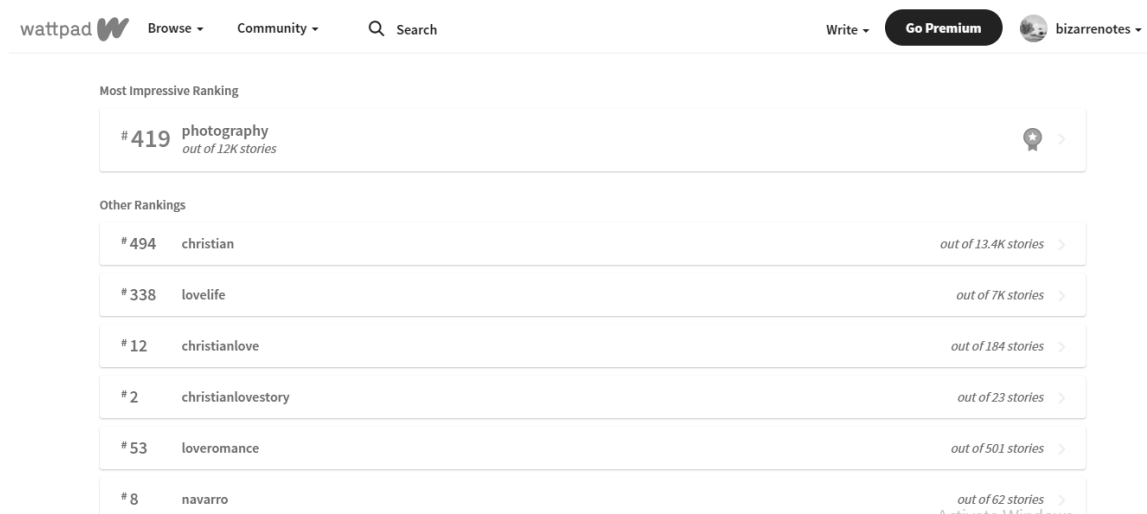 wattpad Browse Community Search Write Go Premium bizarrenotes
Most Impressive Ranking
#419 photography
out of 12K stories
Other Rankings
#494 christian out of 13.4K stories
#338 lovelife out of 7K stories
#12 christianlove out of 184 stories
#2 christianlovestory out of 23 stories
#53 loveromance out of 501 stories
#8 navarro out of 62 stories
Activate Windows